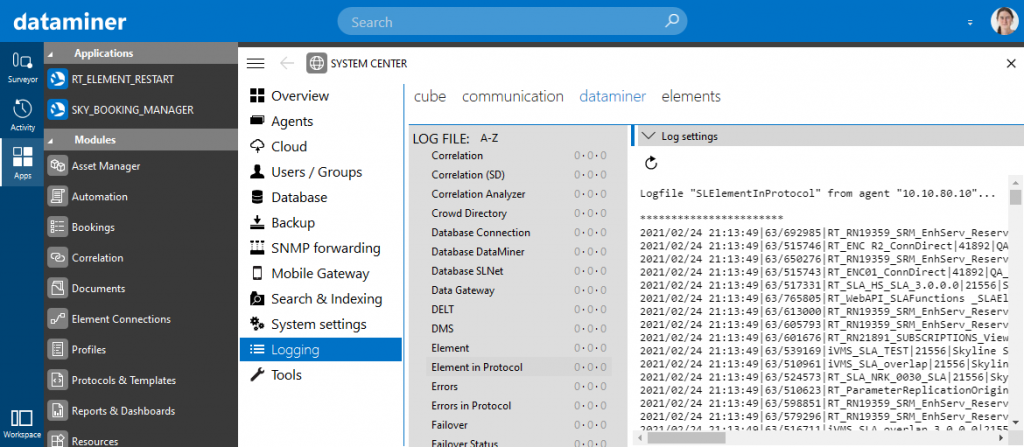 dataminer
Search
Surveyor
Activity
Apps
Workspace
Applications
RT_ELEMENT_RESTART
SKY_BOOKING_MANAGER
Modules
Asset Manager
Automation
Bookings
Correlation
Documents
Element Connections
Profiles
Protocols & Templates
Reports & Dashboards
Resources
SYSTEM CENTER
Overview
Agents
Cloud
Users / Groups
Database
Backup
SNMP forwarding
Mobile Gateway
Search & Indexing
System settings
Logging
Tools
cube communication dataminer elements
LOG FILE: A-Z
Correlation 0·0·0
Correlation (SD) 0·0·0
Correlation Analyzer 0·0·0
Crowd Directory 0·0·0
Database Connection 0·0·0
Database DataMiner 0·0·0
Database SLNet 0·0·0
Data Gateway 0·0·0
DELT 0·0·0
DMS 0·0·0
Element 0·0·0
Element in Protocol 0·0·0
Errors 0·0·0
Errors in Protocol 0·0·0
Failover 0·0·0
Failover Status 0·0·0
Log settings
Logfile "SLElementInProtocol" from agent "10.10.80.10"...
***********************
2021/02/24 21:13:49|63/692985|RT_RN19359_SRM_EnhServ_Reserv
2021/02/24 21:13:49|63/515746|RT_ENC R2_ConnDirect|41892|QA_
2021/02/24 21:13:49|63/650276|RT_RN19359_SRM_EnhServ_Reserv
2021/02/24 21:13:49|63/515743|RT_ENC01_ConnDirect|41892|QA_
2021/02/24 21:13:49|63/517331|RT_SLA_HS_SLA_3.0.0.0|21556|S
2021/02/24 21:13:49|63/765805|RT_WebAPI_SLAFunctions _SLAEl
2021/02/24 21:13:49|63/613000|RT_RN19359_SRM_EnhServ_Reserv
2021/02/24 21:13:49|63/605793|RT_RN19359_SRM_EnhServ_Reserv
2021/02/24 21:13:49|63/601676|RT_RN21891_SUBSCRIPTIONS_View
2021/02/24 21:13:49|63/539169|iVMS_SLA_TEST|21556|Skyline S
2021/02/24 21:13:49|63/510961|iVMS_SLA_overlap|21556|Skylin
2021/02/24 21:13:49|63/524573|RT_SLA_NRK_0030_SLA|21556|Sky
2021/02/24 21:13:49|63/510623|RT_ParameterReplicationOrigin
2021/02/24 21:13:49|63/598851|RT_RN19359_SRM_EnhServ_Reserv
2021/02/24 21:13:49|63/579296|RT_RN19359_SRM_EnhServ_Reserv
2021/02/24 21:13:49|63/516711|iVMS_SLA_overlap_3.0.0.0|2155